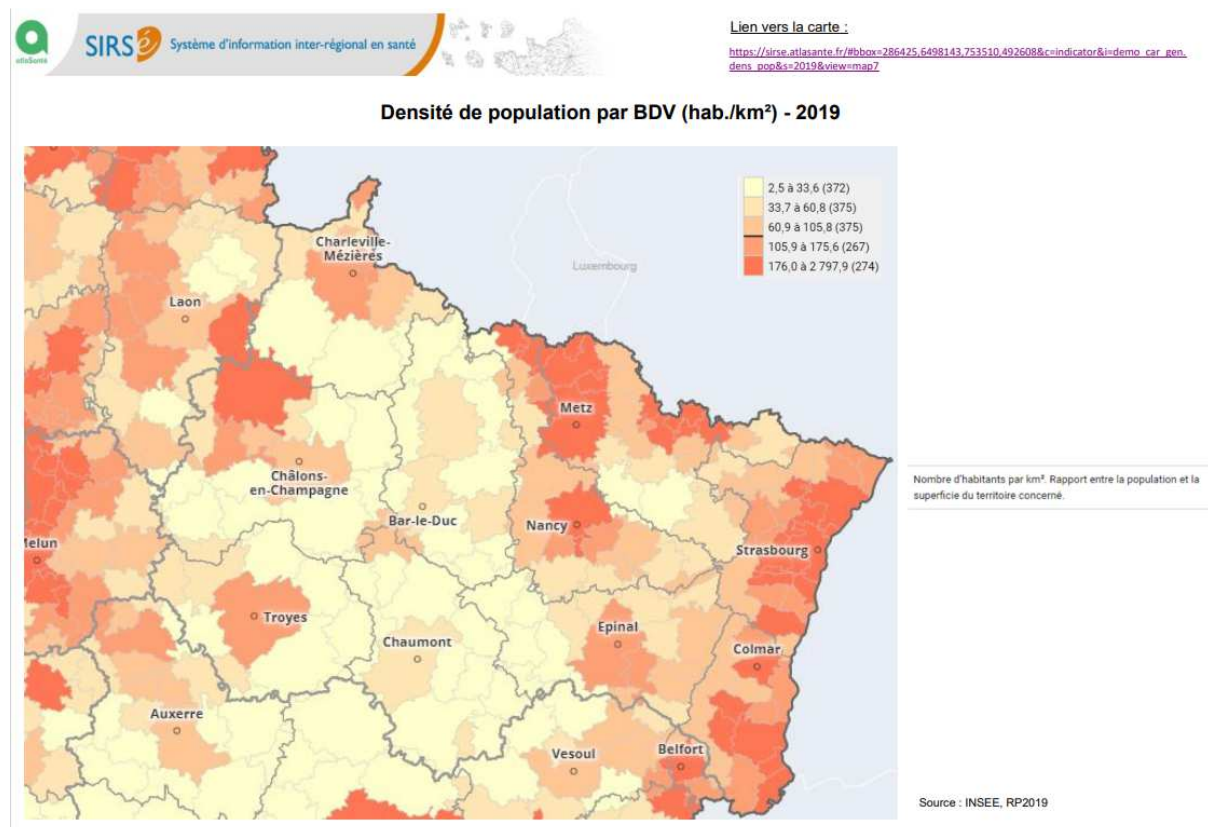 atlaSanté
SIRSé Système d'information inter-régional en santé
Lien vers la carte :
https://sirse.atlasante.fr/#bbox=286425,6498143,753510,492608&c=indicator&i=demo_car_gen.
dens_pop&s=2019&view=map7
Densité de population par BDV (hab./km²) - 2019
2,5 à 33,6 (372)
33,7 à 60,8 (375)
60,9 à 105,8 (375)
105,9 à 175,6 (267)
176,0 à 2 797,9 (274)
Charleville-
Mézières
Luxembourg
Laon
Metz
Châlons-
en-Champagne
Bar-le-Duc
Nancy
elun
Strasbourg
Troyes
Epinal
Chaumont
Colmar
Auxerre
Vesoul
Belfort
Nombre d'habitants par km². Rapport entre la population et la
superficie du territoire concerné.
Source : INSEE, RP2019